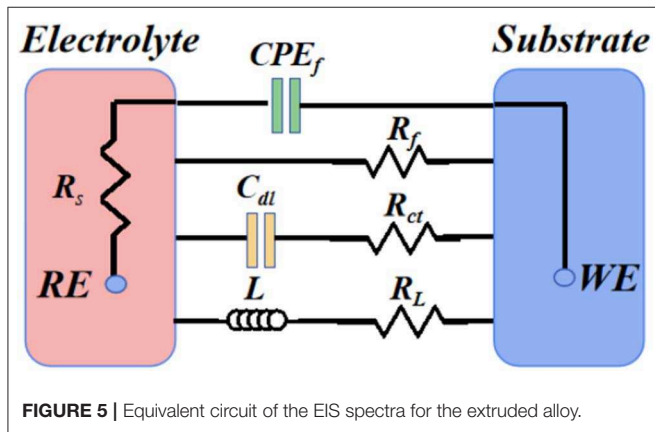 Electrolyte
Substrate
CPE_f
R_f
R_s
C_dl
R_ct
RE
L
R_L
WE
FIGURE 5 | Equivalent circuit of the EIS spectra for the extruded alloy.